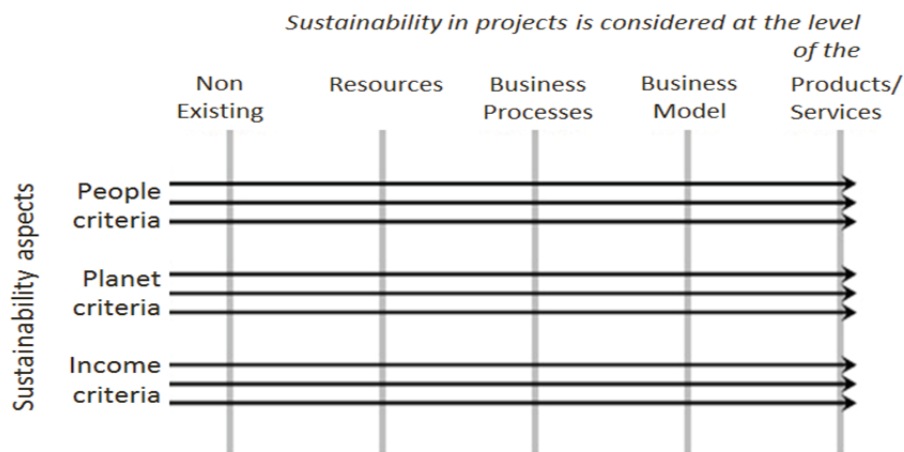 Sustainability in projects is considered at the level
of the
Non
Existing
Resources
Business
Processes
Business
Model
Products/
Services
Sustainability aspects
People
criteria
Planet
criteria
Income
criteria